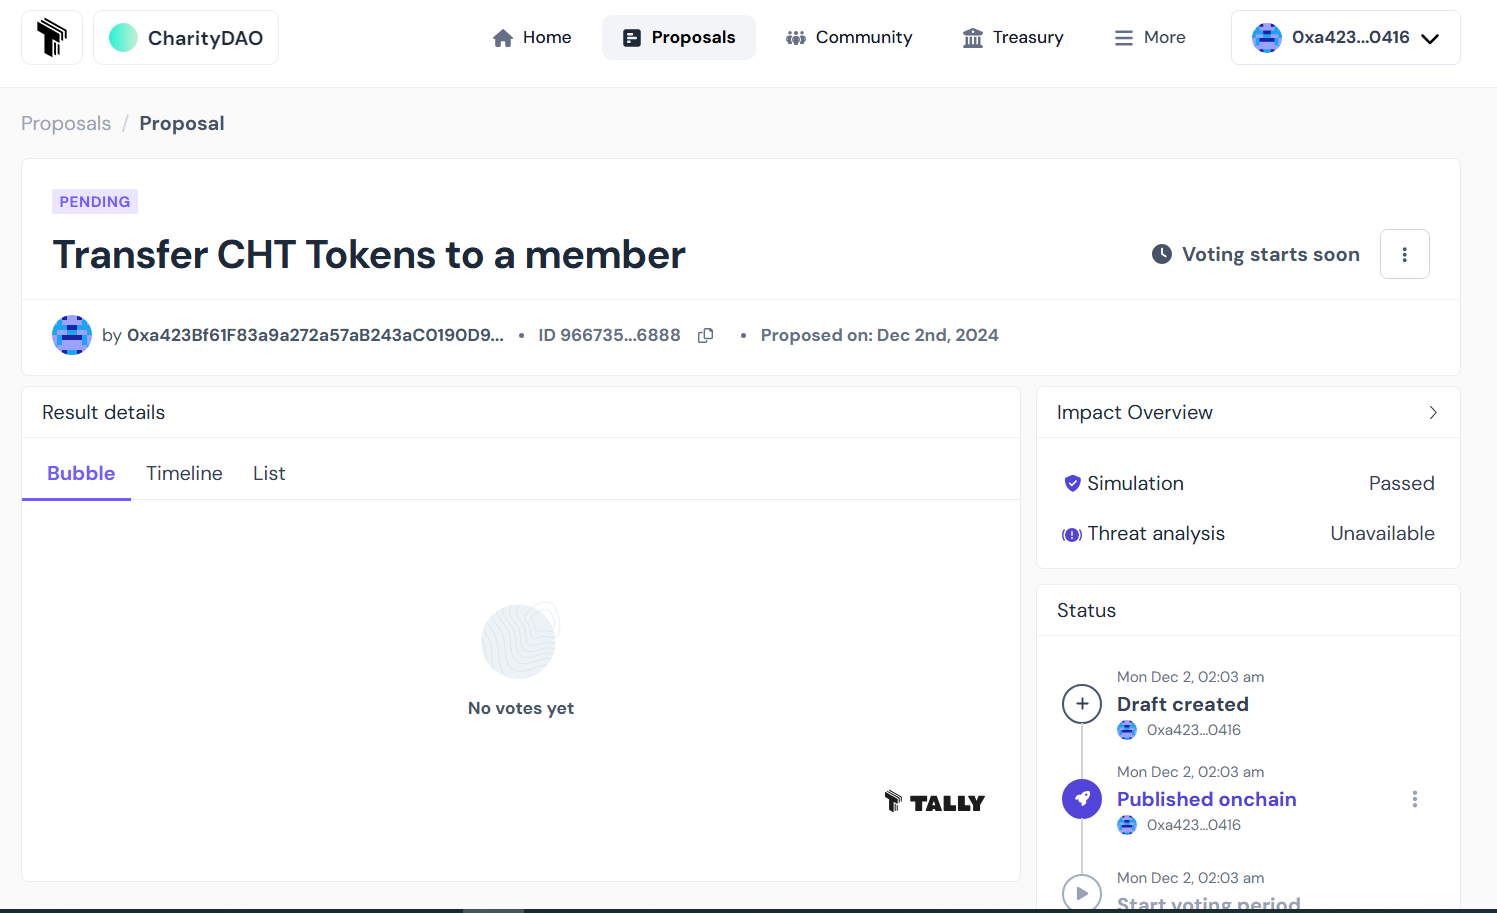 CharityDAO
Home
Proposals
Community
Treasury
More
0xa423...0416
Proposals / Proposal
PENDING
Transfer CHT Tokens to a member
Voting starts soon
by 0xa423Bf61F83a9a272a57aB243aC0190D9... • ID 966735...6888 • Proposed on: Dec 2nd, 2024
Result details
Bubble
Timeline
List
No votes yet
TALLY
Impact Overview
Simulation Passed
Threat analysis Unavailable
Status
Mon Dec 2, 02:03 am
Draft created
0xa423...0416
Mon Dec 2, 02:03 am
Published onchain
0xa423...0416
Mon Dec 2, 02:03 am
Start voting period